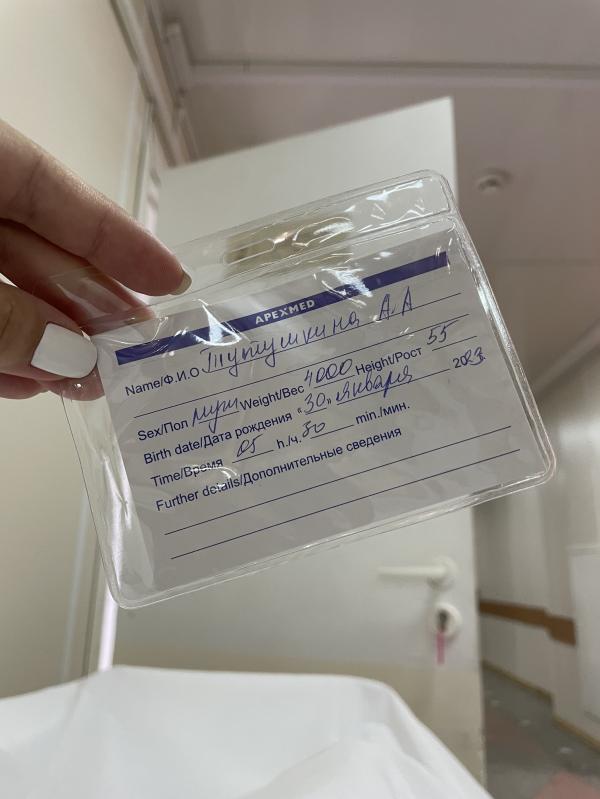 APEXMED
Name/Ф.И.О Тутушкина А.А
Sex/Пол муж Weight/Вес 4000 Height/Рост 55
Birth date/Дата рождения "30" января 2023
Time/Время 05 h./ч. 50 min./мин.
Further details/Дополнительные сведения